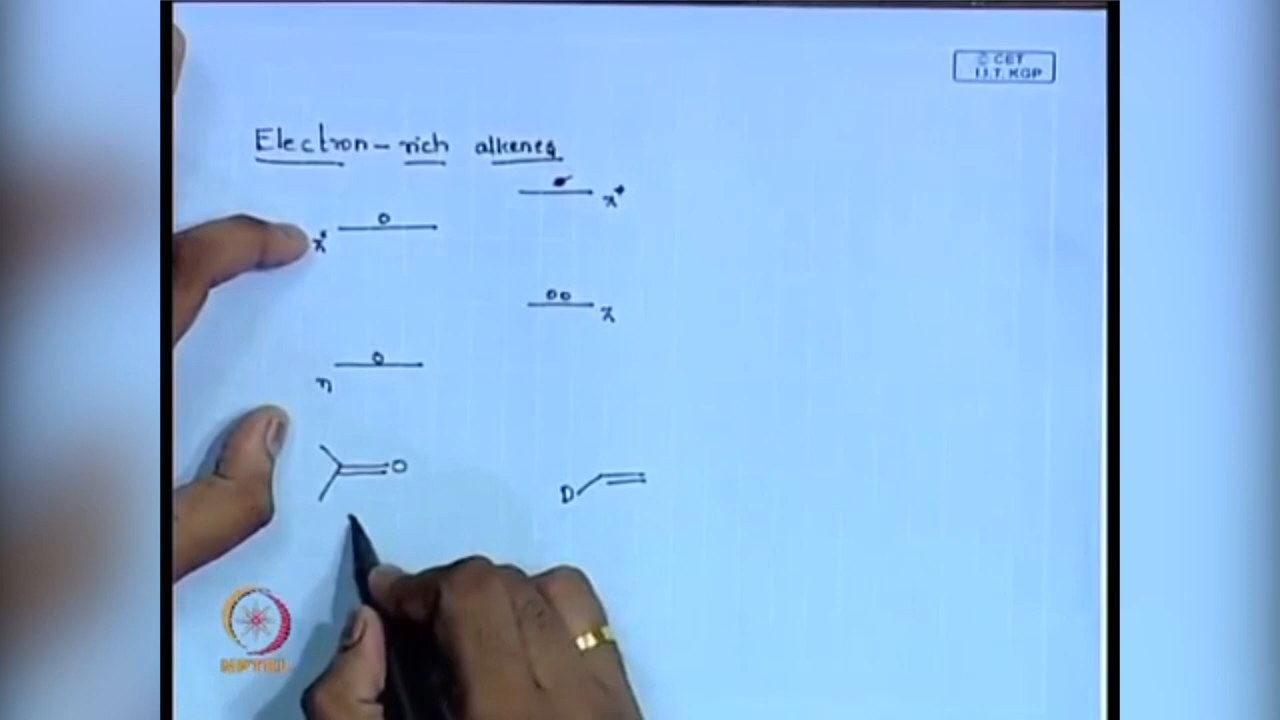 © CET
I.I.T. KGP
Electron-rich alkenes
π*
π*
π
n
O
D
NPTEL